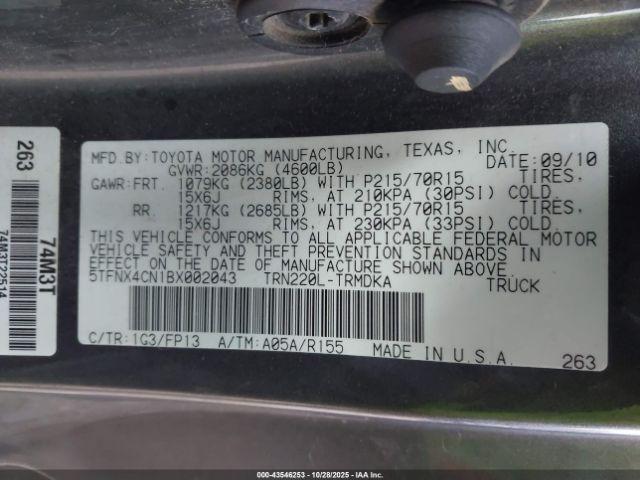 MFD.BY:TOYOTA MOTOR MANUFACTURING, TEXAS, INC.
GVWR:2086KG (4600LB) DATE:09/10
GAWR:FRT. 1079KG (2380LB) WITH P215/70R15 TIRES,
15X6J RIMS, AT 210KPA (30PSI) COLD.
RR. 1217KG (2685LB) WITH P215/70R15 TIRES,
15X6J RIMS, AT 230KPA (33PSI) COLD.
THIS VEHICLE CONFORMS TO ALL APPLICABLE FEDERAL MOTOR
VEHICLE SAFETY AND THEFT PREVENTION STANDARDS IN
EFFECT ON THE DATE OF MANUFACTURE SHOWN ABOVE.
5TFNX4CN1BX002043 TRN220L-TRMDKA TRUCK
C/TR:1G3/FP13 A/TM:A05A/R155 MADE IN U.S.A. 263
263
74M3T
74M3T22514
000-43546253 | 10/28/2025 | IAAI